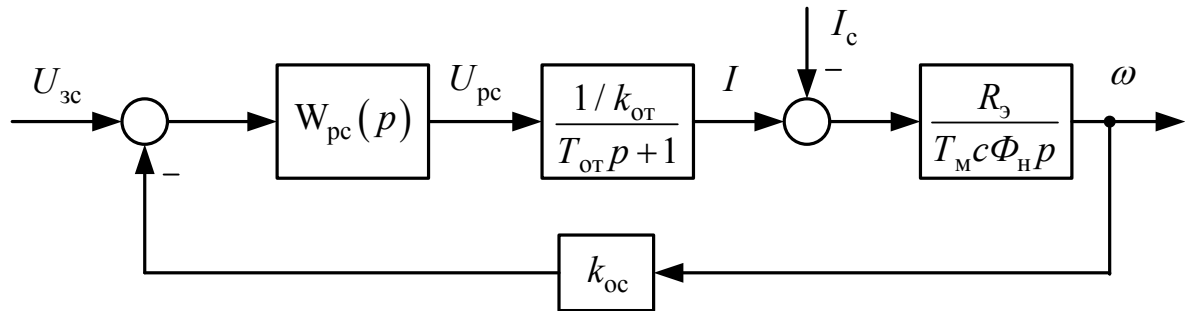 U_зс
−
W_рс(p)
U_рс
1 / k_от
T_от p + 1
I
I_с
−
R_э
T_м cΦ_н p
ω
k_ос